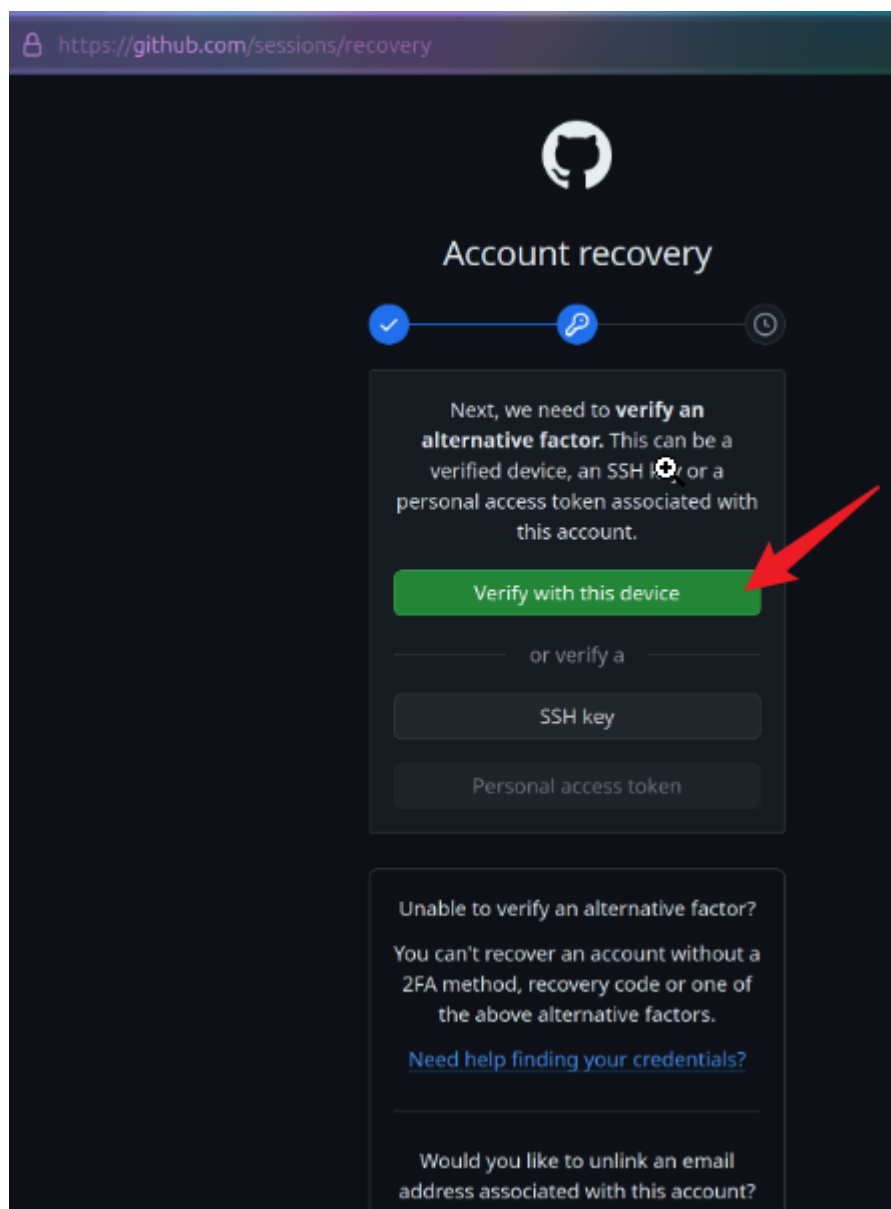 https://github.com/sessions/recovery
Account recovery
Next, we need to verify an
alternative factor. This can be a
verified device, an SSH or a
personal access token associated with
this account.
Verify with this device
or verify a
SSH key
Personal access token
Unable to verify an alternative factor?
You can't recover an account without a
2FA method, recovery code or one of
the above alternative factors.
Need help finding your credentials?
Would you like to unlink an email
address associated with this account?